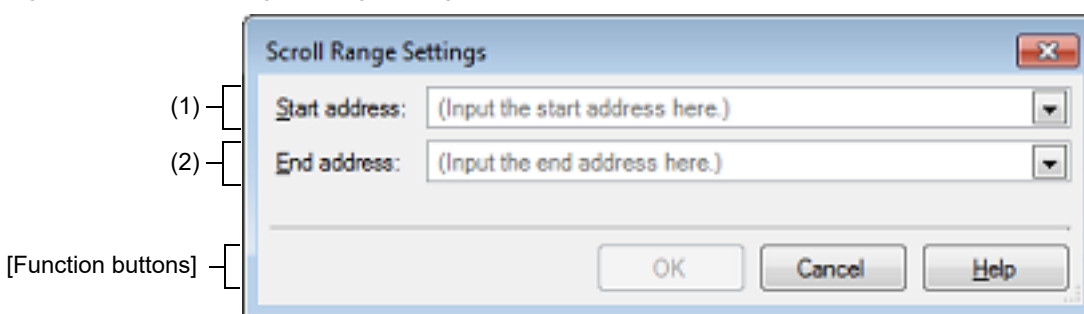 Scroll Range Settings
(1) Start address: (Input the start address here.)
(2) End address: (Input the end address here.)
[Function buttons] OK Cancel Help